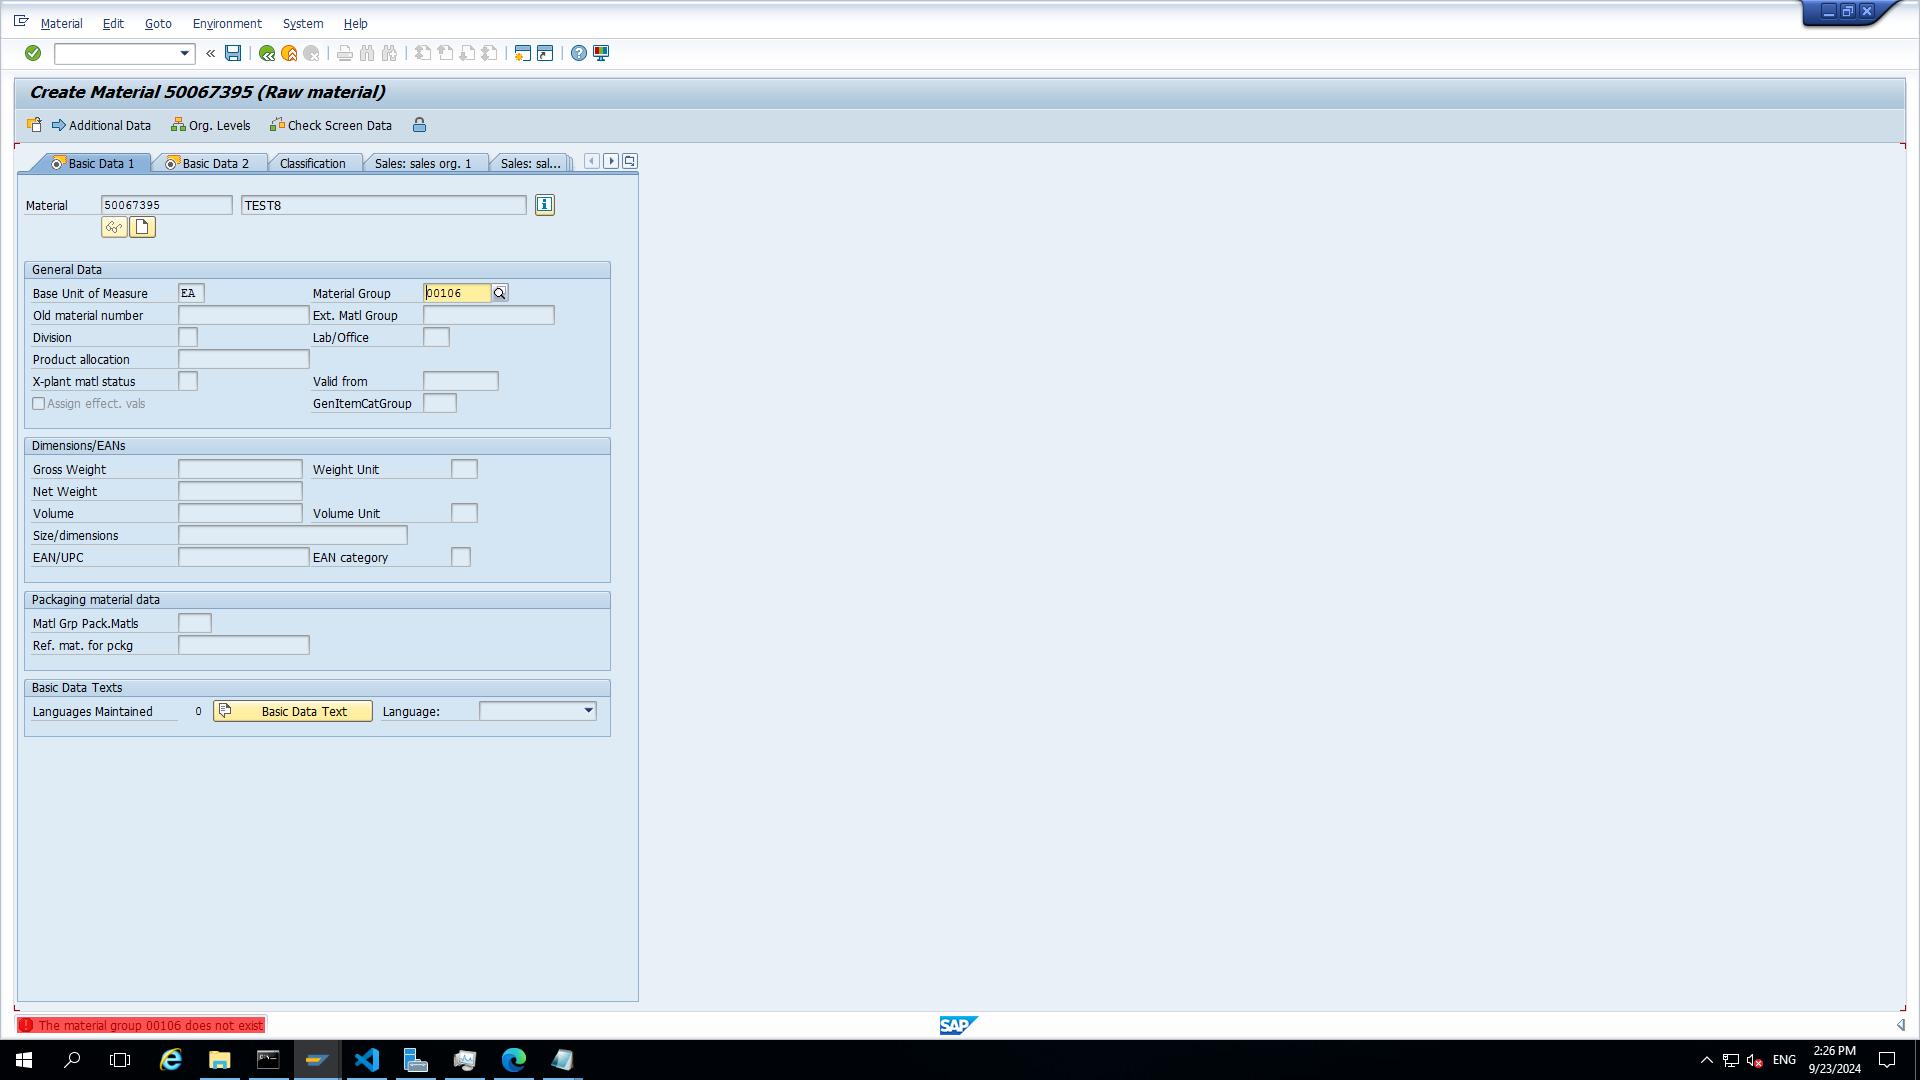 Material Edit Goto Environment System Help
Create Material 50067395 (Raw material)
Additional Data Org. Levels Check Screen Data
Basic Data 1 Basic Data 2 Classification Sales: sales org. 1 Sales: sal...
Material 50067395 TEST8
General Data
Base Unit of Measure EA Material Group 00106
Old material number Ext. Matl Group
Division Lab/Office
Product allocation
X-plant matl status Valid from
Assign effect. vals GenItemCatGroup
Dimensions/EANs
Gross Weight Weight Unit
Net Weight
Volume Volume Unit
Size/dimensions
EAN/UPC EAN category
Packaging material data
Matl Grp Pack.Matls
Ref. mat. for pckg
Basic Data Texts
Languages Maintained 0 Basic Data Text Language:
The material group 00106 does not exist SAP
ENG 2:26 PM
9/23/2024